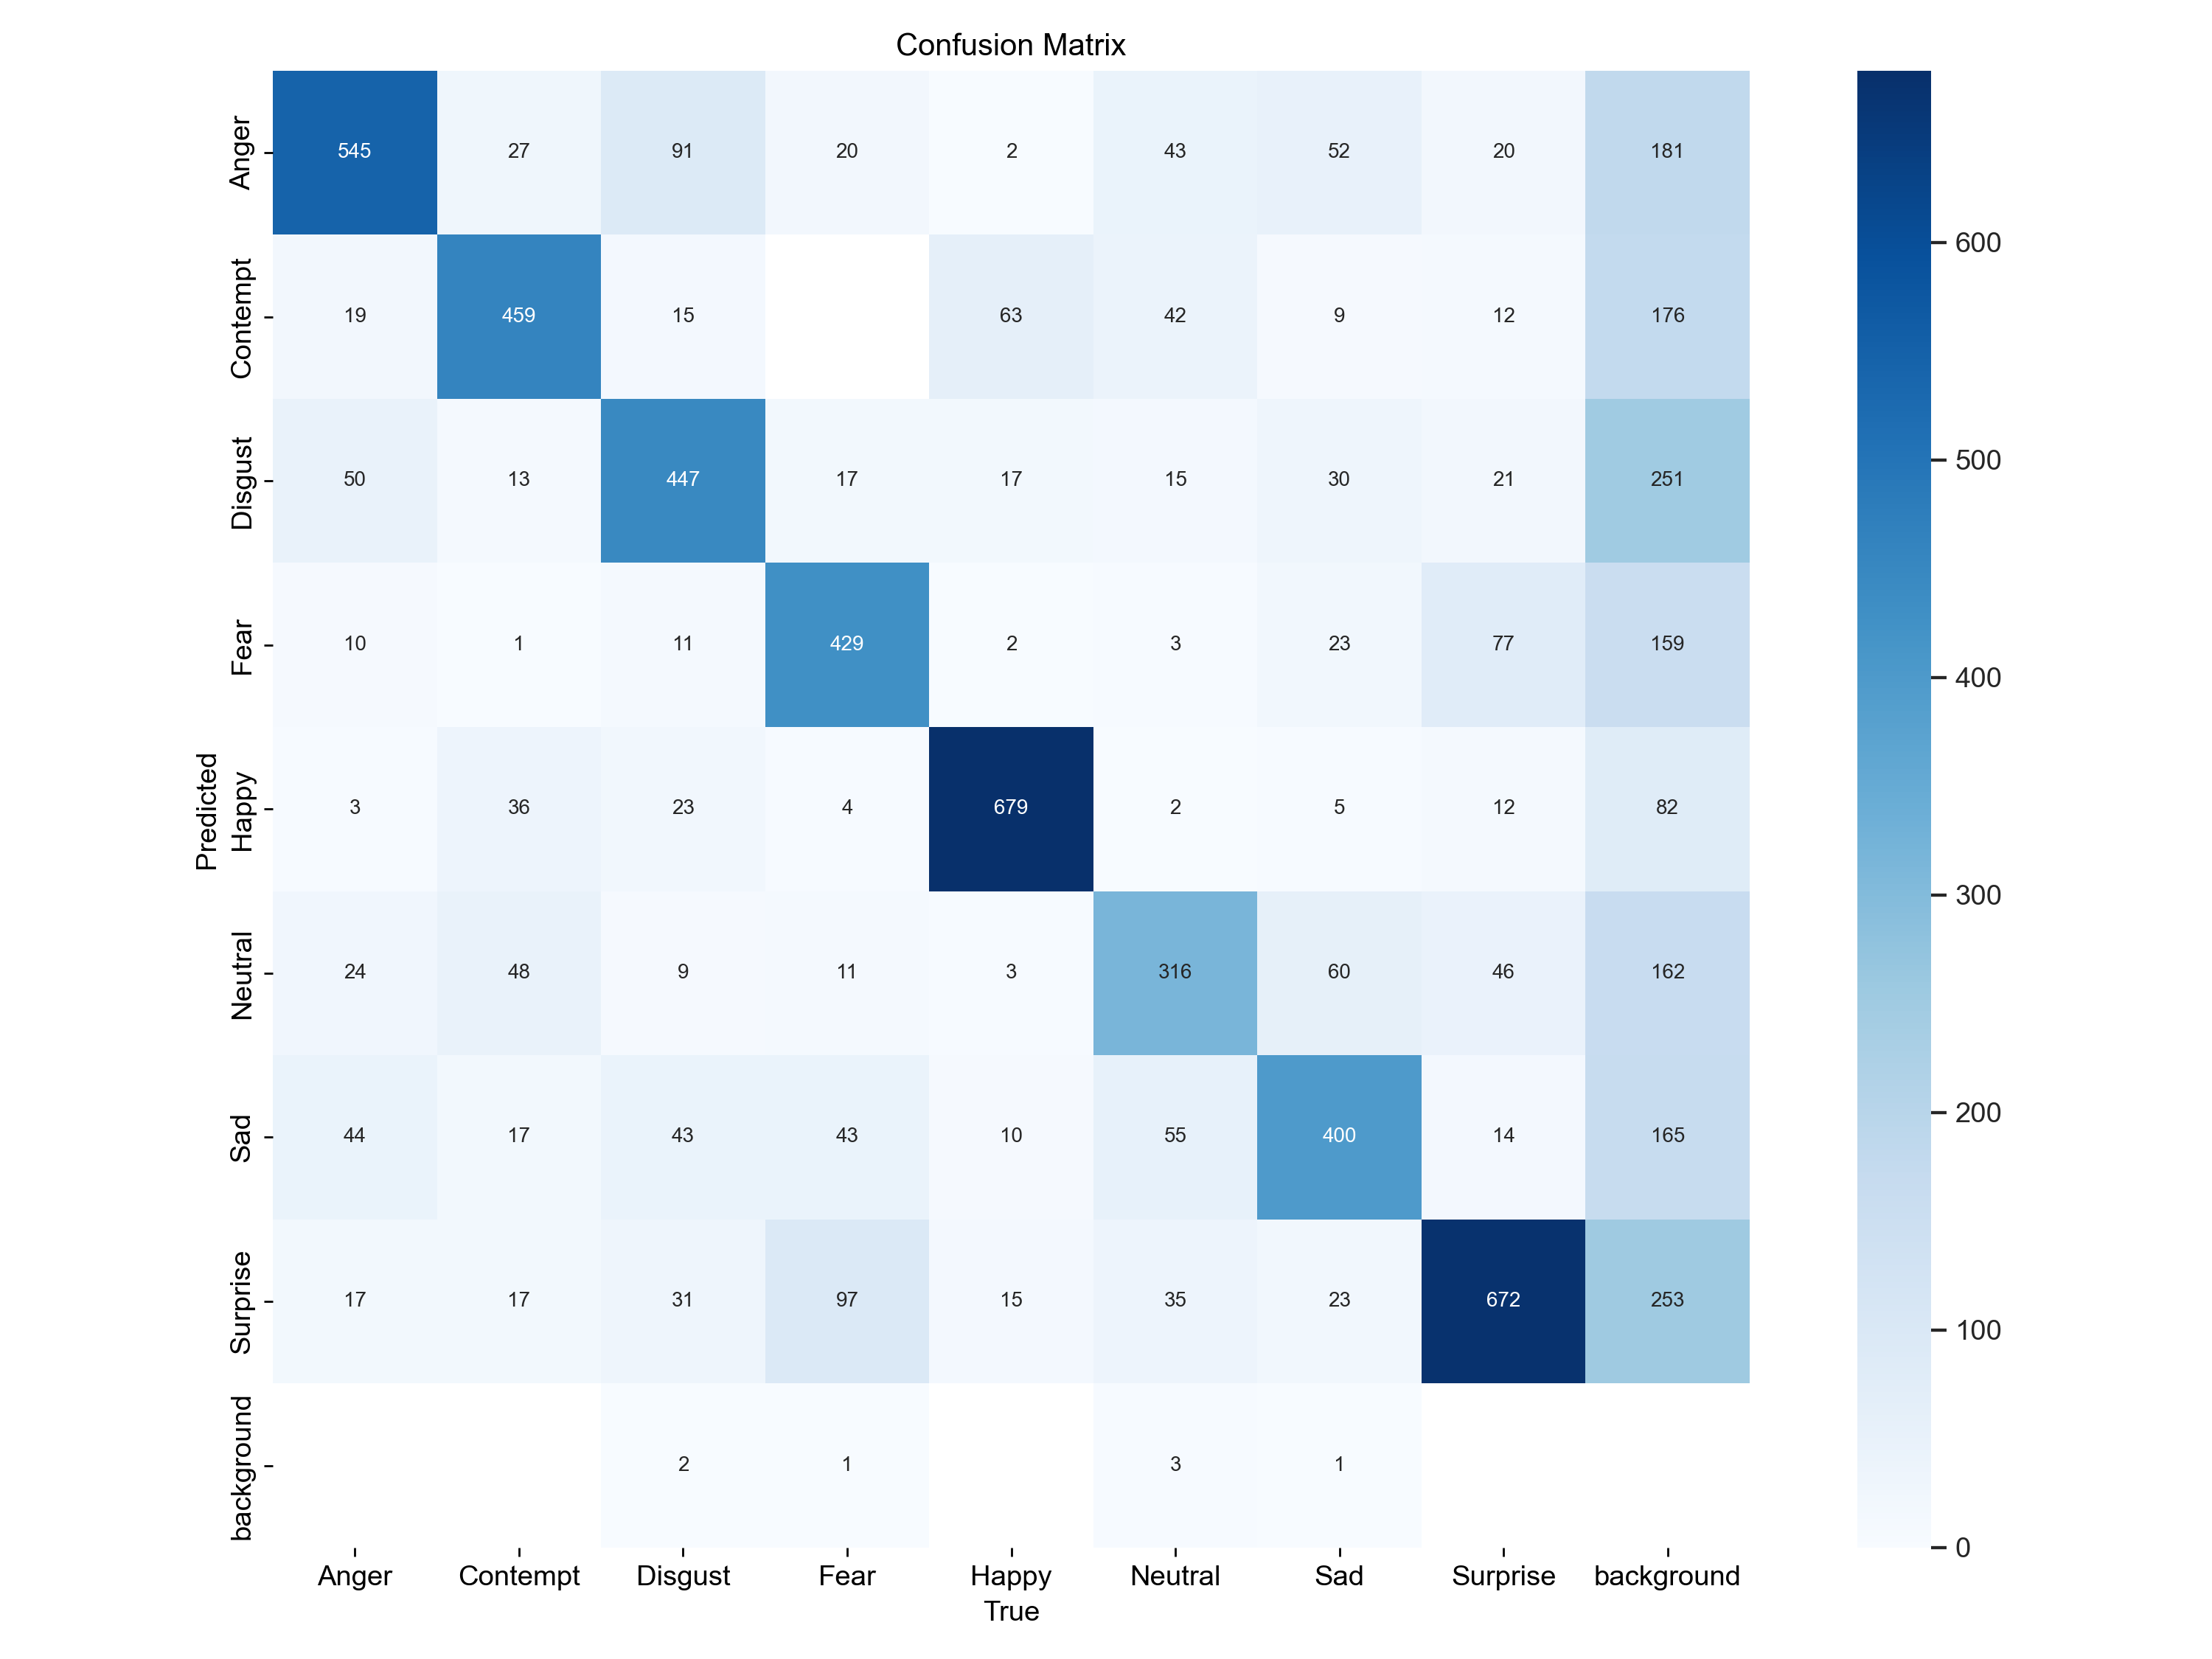 Confusion Matrix
Predicted
Anger 545 27 91 20 2 43 52 20 181
Contempt 19 459 15 63 42 9 12 176
Disgust 50 13 447 17 17 15 30 21 251
Fear 10 1 11 429 2 3 23 77 159
Happy 3 36 23 4 679 2 5 12 82
Neutral 24 48 9 11 3 316 60 46 162
Sad 44 17 43 43 10 55 400 14 165
Surprise 17 17 31 97 15 35 23 672 253
background 2 1 3 1
Anger Contempt Disgust Fear Happy Neutral Sad Surprise background
True
600
500
400
300
200
100
0